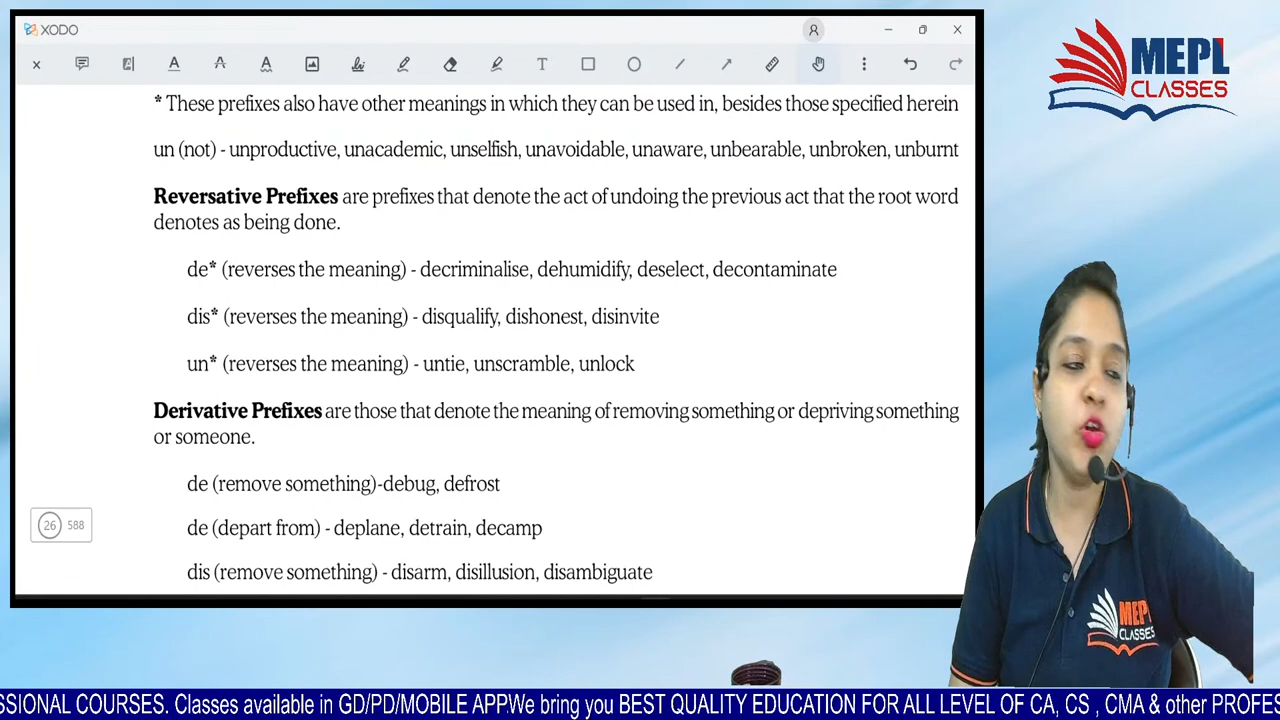 XODO
* These prefixes also have other meanings in which they can be used in, besides those specified herein
un (not) - unproductive, unacademic, unselfish, unavoidable, unaware, unbearable, unbroken, unburnt
Reversative Prefixes are prefixes that denote the act of undoing the previous act that the root word
denotes as being done.
de* (reverses the meaning) - decriminalise, dehumidify, deselect, decontaminate
dis* (reverses the meaning) - disqualify, dishonest, disinvite
un* (reverses the meaning) - untie, unscramble, unlock
Derivative Prefixes are those that denote the meaning of removing something or depriving something
or someone.
de (remove something)-debug, defrost
de (depart from) - deplane, detrain, decamp
dis (remove something) - disarm, disillusion, disambiguate
26 588
MEPL
CLASSES
MEPL
CLASSES
SSIONAL COURSES. Classes available in GD/PD/MOBILE APPWe bring you BEST QUALITY EDUCATION FOR ALL LEVEL OF CA, CS , CMA & other PROFES